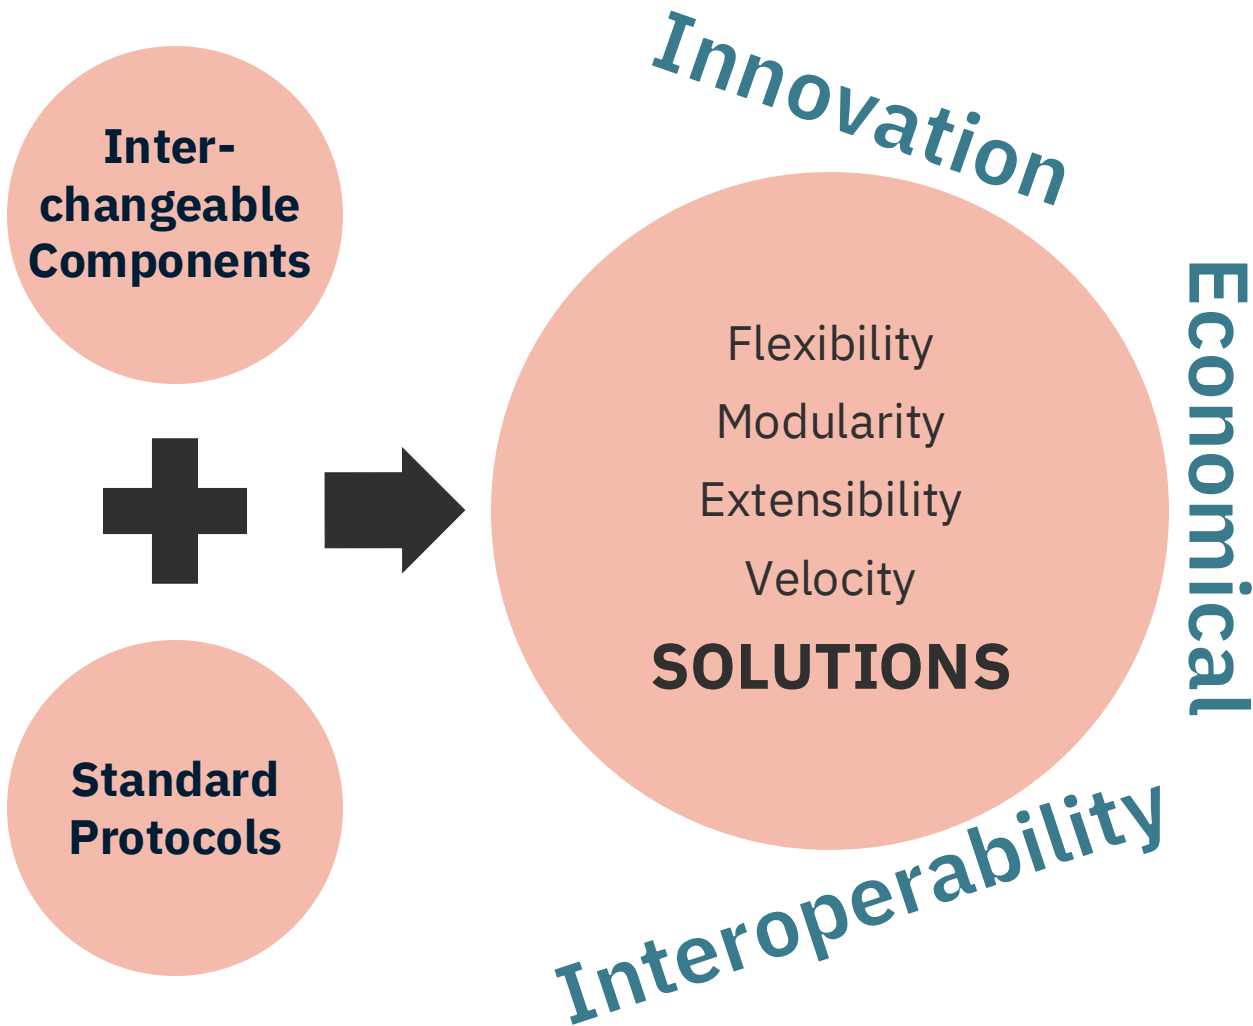 Inter-
changeable
Components
Standard
Protocols
Innovation
Flexibility
Modularity
Extensibility
Velocity
SOLUTIONS
Economical
Interoperability